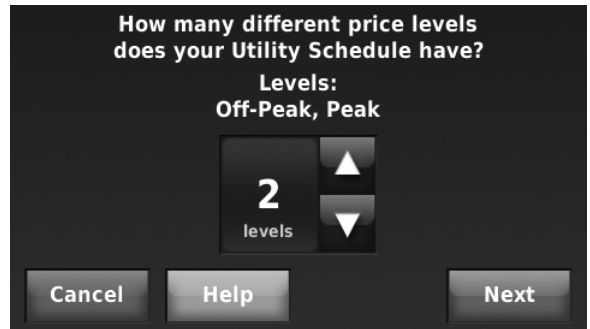 How many different price levels
does your Utility Schedule have?
Levels:
Off-Peak, Peak
2
levels
Cancel
Help
Next